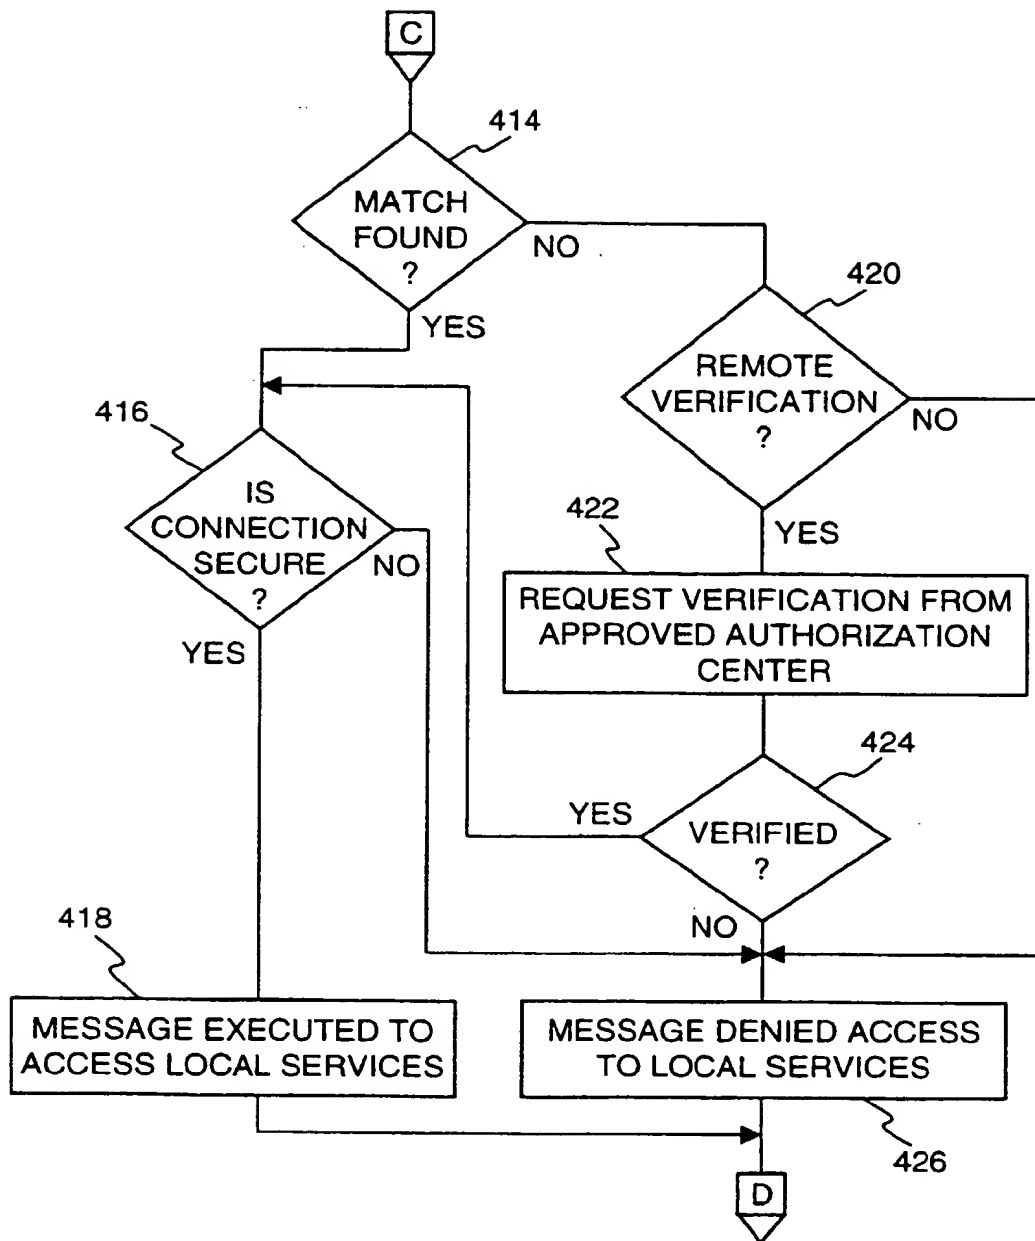 C
414
MATCH
FOUND
?
NO
YES
420
REMOTE
VERIFICATION
?
NO
YES
416
IS
CONNECTION
SECURE
?
NO
YES
422
REQUEST VERIFICATION FROM
APPROVED AUTHORIZATION
CENTER
424
VERIFIED
?
YES
NO
418
MESSAGE EXECUTED TO
ACCESS LOCAL SERVICES
MESSAGE DENIED ACCESS
TO LOCAL SERVICES
426
D